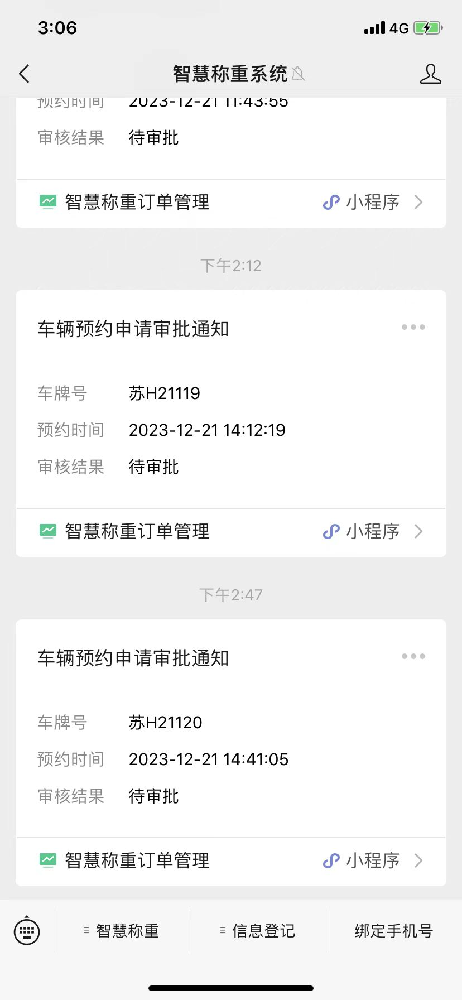 3:06
4G
智慧称重系统
预约时间 2023-12-21 11:43:55
审核结果 待审批
智慧称重订单管理 小程序
下午2:12
车辆预约申请审批通知
车牌号 苏H21119
预约时间 2023-12-21 14:12:19
审核结果 待审批
智慧称重订单管理 小程序
下午2:47
车辆预约申请审批通知
车牌号 苏H21120
预约时间 2023-12-21 14:41:05
审核结果 待审批
智慧称重订单管理 小程序
智慧称重 信息登记 绑定手机号